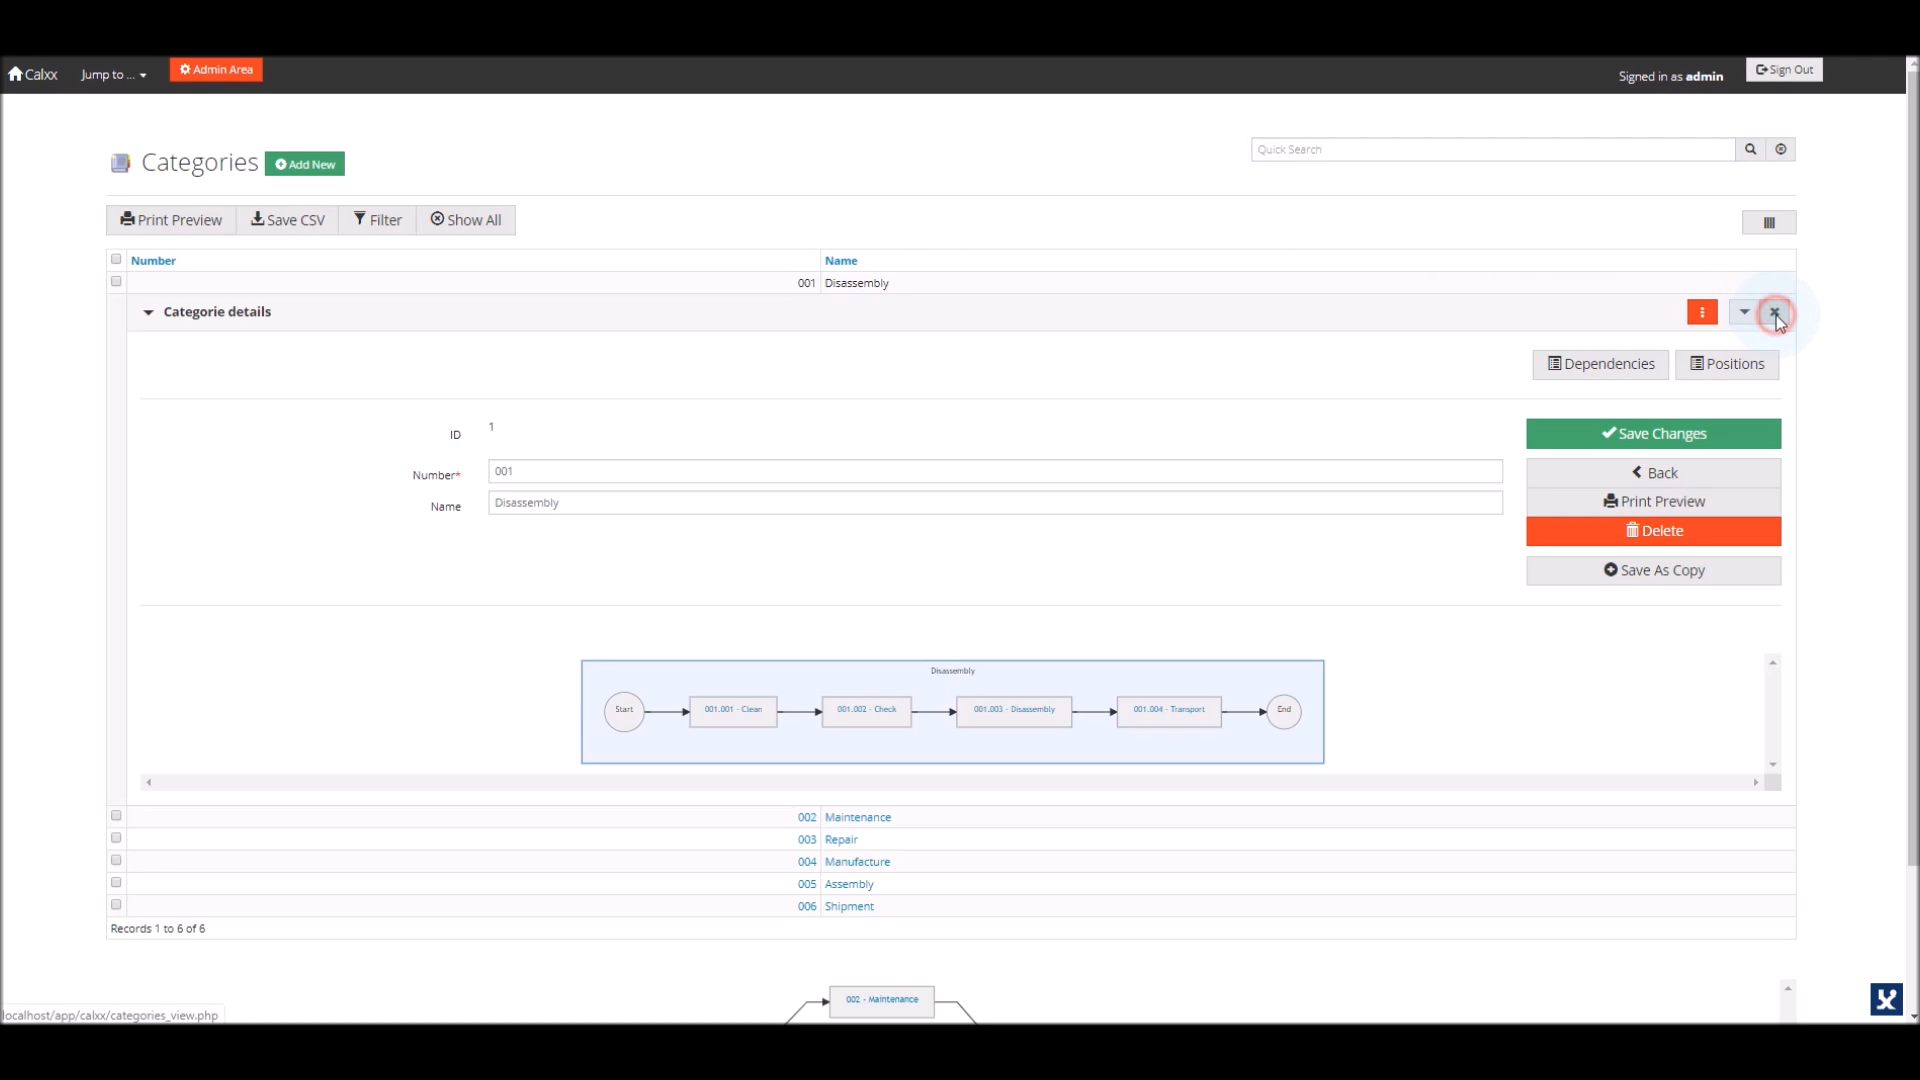 Calxx Jump to ... Admin Area Signed in as admin Sign Out
Categories Add New Quick Search
Print Preview Save CSV Filter Show All
Number Name
001 Disassembly
Categorie details
Dependencies Positions
ID 1
Number* 001
Name Disassembly
Save Changes
Back
Print Preview
Delete
Save As Copy
Disassembly
Start 001.001 - Clean 001.002 - Check 001.003 - Disassembly 001.004 - Transport End
002 Maintenance
003 Repair
004 Manufacture
005 Assembly
006 Shipment
Records 1 to 6 of 6
002 - Maintenance
localhost/app/calxx/categories_view.php